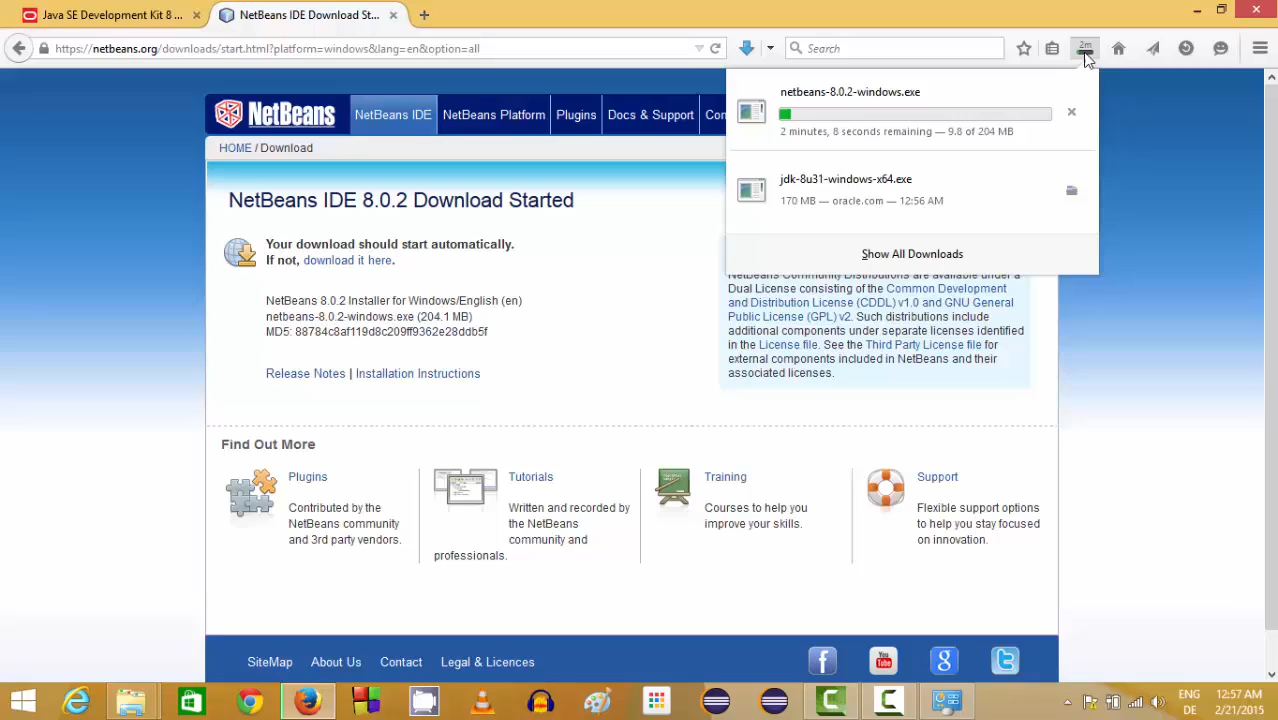 Java SE Development Kit 8 ...
NetBeans IDE Download St...
https://netbeans.org/downloads/start.html?platform=windows&lang=en&option=all
Search
2m
netbeans-8.0.2-windows.exe
2 minutes, 8 seconds remaining — 9.8 of 204 MB
jdk-8u31-windows-x64.exe
170 MB — oracle.com — 12:56 AM
Show All Downloads
NetBeans
NetBeans IDE
NetBeans Platform
Plugins
Docs & Support
HOME / Download
NetBeans IDE 8.0.2 Download Started
Your download should start automatically.
If not, download it here.
NetBeans 8.0.2 Installer for Windows/English (en)
netbeans-8.0.2-windows.exe (204.1 MB)
MD5: 88784c8af119d8c209ff9362e28ddb5f
Release Notes | Installation Instructions
NetBeans Community Distributions are available under a
Dual License consisting of the Common Development
and Distribution License (CDDL) v1.0 and GNU General
Public License (GPL) v2. Such distributions include
additional components under separate licenses identified
in the License file. See the Third Party License file for
external components included in NetBeans and their
associated licenses.
Find Out More
Plugins
Contributed by the
NetBeans community
and 3rd party vendors.
Tutorials
Written and recorded by
the NetBeans
community and
professionals.
Training
Courses to help you
improve your skills.
Support
Flexible support options
to help you stay focused
on innovation.
SiteMap
About Us
Contact
Legal & Licences
You
Tube
ENG
DE
12:57 AM
2/21/2015